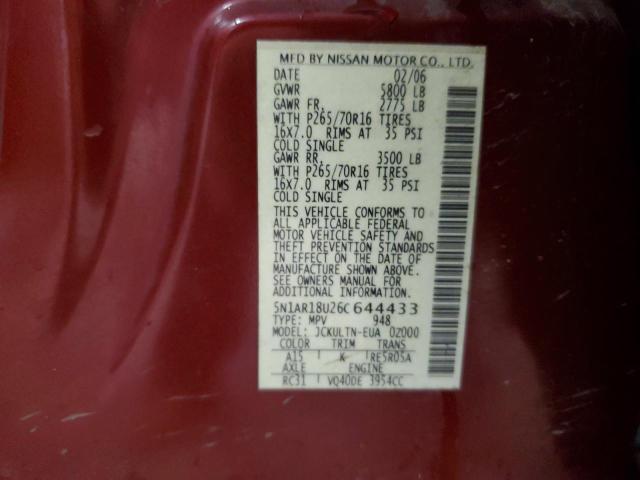 MFD BY NISSAN MOTOR CO., LTD.
DATE 02/06
GVWR 5800 LB
GAWR FR. 2775 LB
WITH P265/70R16 TIRES
16X7.0 RIMS AT 35 PSI
COLD SINGLE
GAWR RR. 3500 LB
WITH P265/70R16 TIRES
16X7.0 RIMS AT 35 PSI
COLD SINGLE
THIS VEHICLE CONFORMS TO
ALL APPLICABLE FEDERAL
MOTOR VEHICLE SAFETY AND
THEFT PREVENTION STANDARDS
IN EFFECT ON THE DATE OF
MANUFACTURE SHOWN ABOVE.
SEE OWNERS MANUAL FOR
ADDITIONAL INFORMATION
5N1AR18U26C644433
TYPE: MPV 948
MODEL: JCKULTN-EUA 0Z000
COLOR TRIM TRANS
A15 K RE5R05A
AXLE ENGINE
RC31 VQ40DE 3954CC